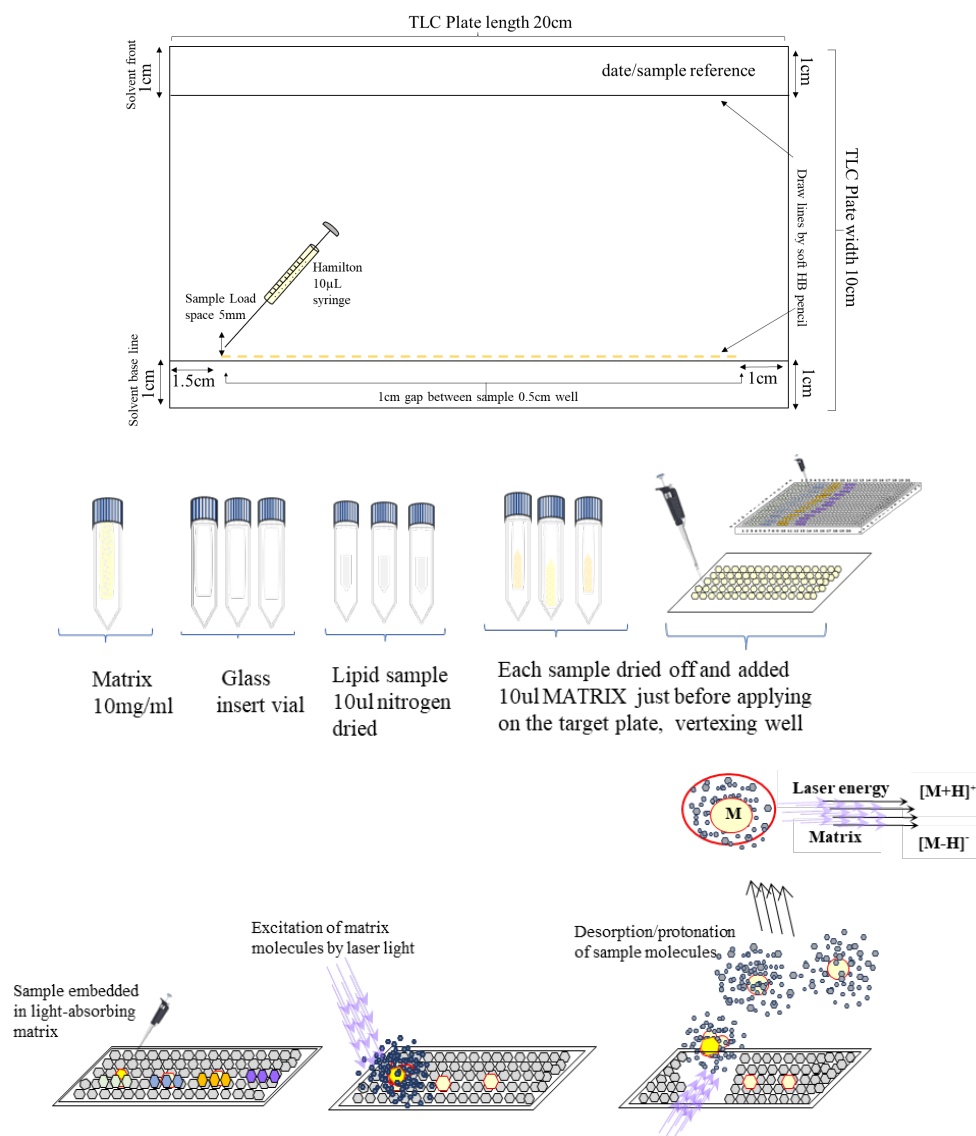 TLC Plate length 20cm
Solvent front
1cm
date/sample reference
1cm
TLC Plate width 10cm
Draw lines by soft HB pencil
Hamilton
10µL
syringe
Sample Load
space 5mm
Solvent base line
1cm
1.5cm
1cm gap between sample 0.5cm well
1cm
1cm
Matrix
10mg/ml
Glass
insert vial
Lipid sample
10ul nitrogen
dried
Each sample dried off and added
10ul MATRIX just before applying
on the target plate, vertexing well
M
Laser energy
Matrix
[M+H]+
[M-H]-
Excitation of matrix
molecules by laser light
Desorption/protonation
of sample molecules
Sample embedded
in light-absorbing
matrix